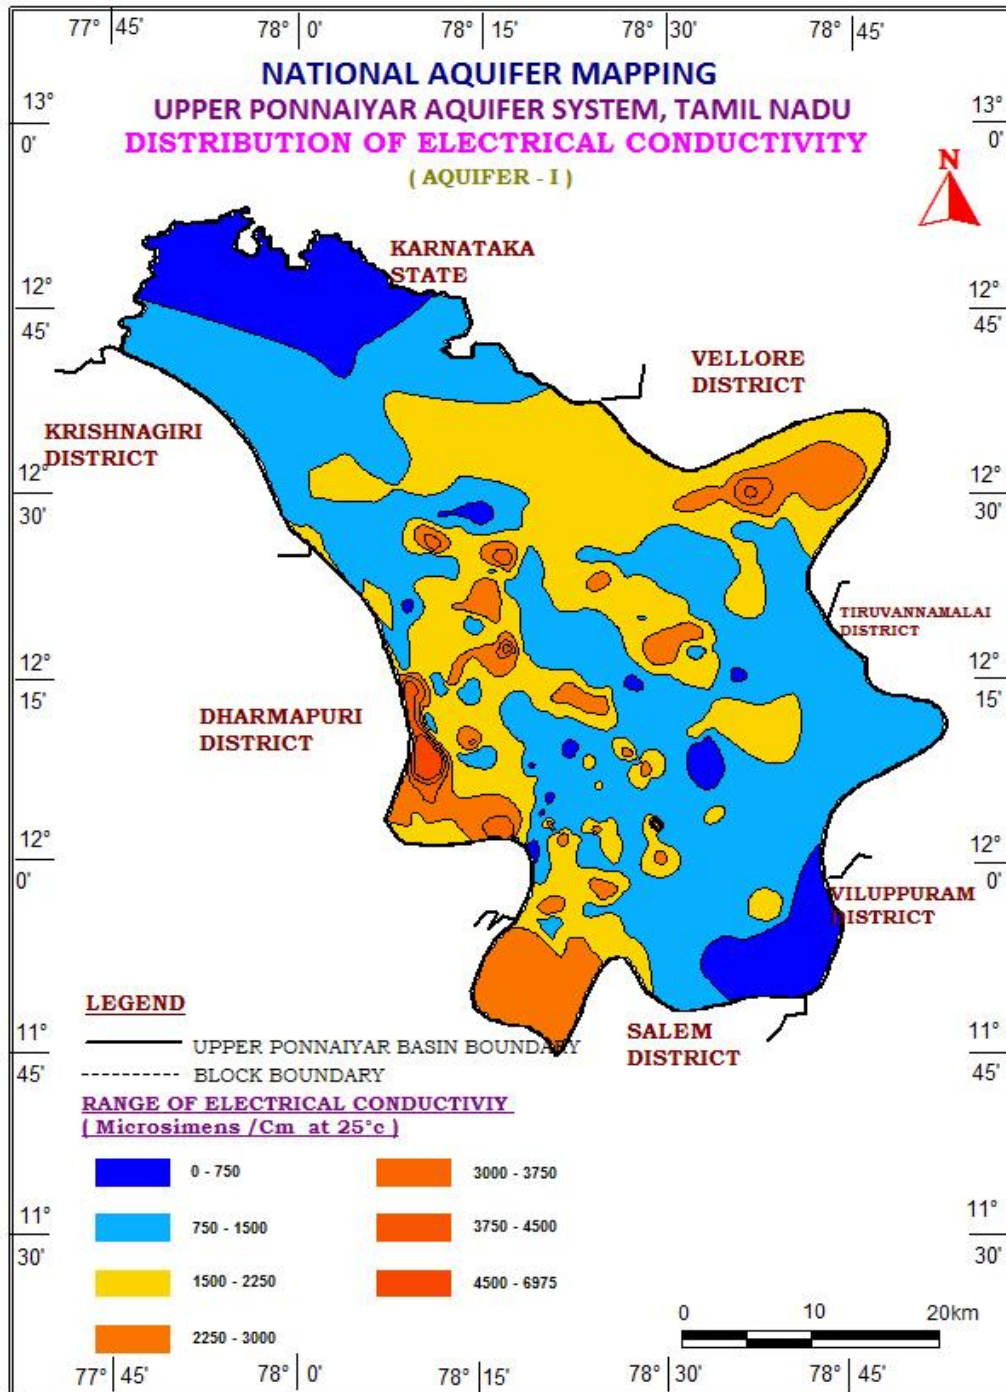 77° 45' 78° 0' 78° 15' 78° 30' 78° 45'
NATIONAL AQUIFER MAPPING
UPPER PONNAIYAR AQUIFER SYSTEM, TAMIL NADU
DISTRIBUTION OF ELECTRICAL CONDUCTIVITY
( AQUIFER - I )
13° 13°
0' 0'
N
KARNATAKA
STATE
12° 12°
45' 45'
VELLORE
DISTRICT
KRISHNAGIRI
DISTRICT
12° 12°
30' 30'
TIRUVANNAMALAI
DISTRICT
12° 12°
15' 15'
DHARMAPURI
DISTRICT
12° 12°
0' 0'
VILUPPURAM
DISTRICT
LEGEND
SALEM
DISTRICT
11° 11°
45' 45'
UPPER PONNAIYAR BASIN BOUNDARY
BLOCK BOUNDARY
RANGE OF ELECTRICAL CONDUCTIVIY
( Microsimens /Cm at 25°c )
0 - 750 3000 - 3750
750 - 1500 3750 - 4500
11° 11°
30' 30'
1500 - 2250 4500 - 6975
2250 - 3000
0 10 20km
77° 45' 78° 0' 78° 15' 78° 30' 78° 45'